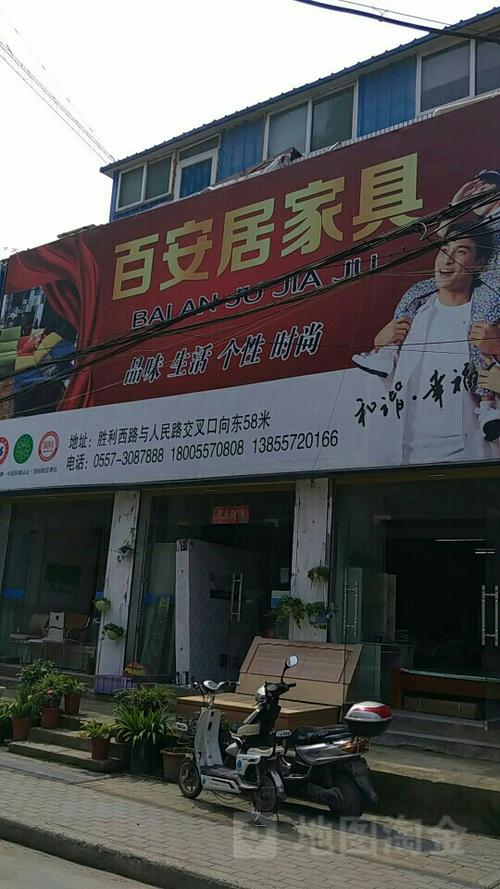 百安居家具
BAI AN JU JIA JU
品味 生活 个性 时尚
和谐·幸福
地址：胜利西路与人民路交叉口向东58米
电话：0557-3087888 18005570808 13855720166
地图淘金